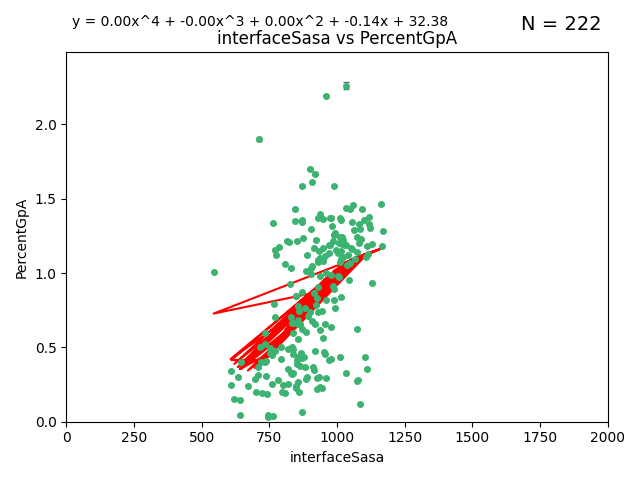 y = 0.00x^4 + -0.00x^3 + 0.00x^2 + -0.14x + 32.38
N = 222
interfaceSasa vs PercentGpA
PercentGpA
2.0
1.5
1.0
0.5
0.0
0 250 500 750 1000 1250 1500 1750 2000
interfaceSasa